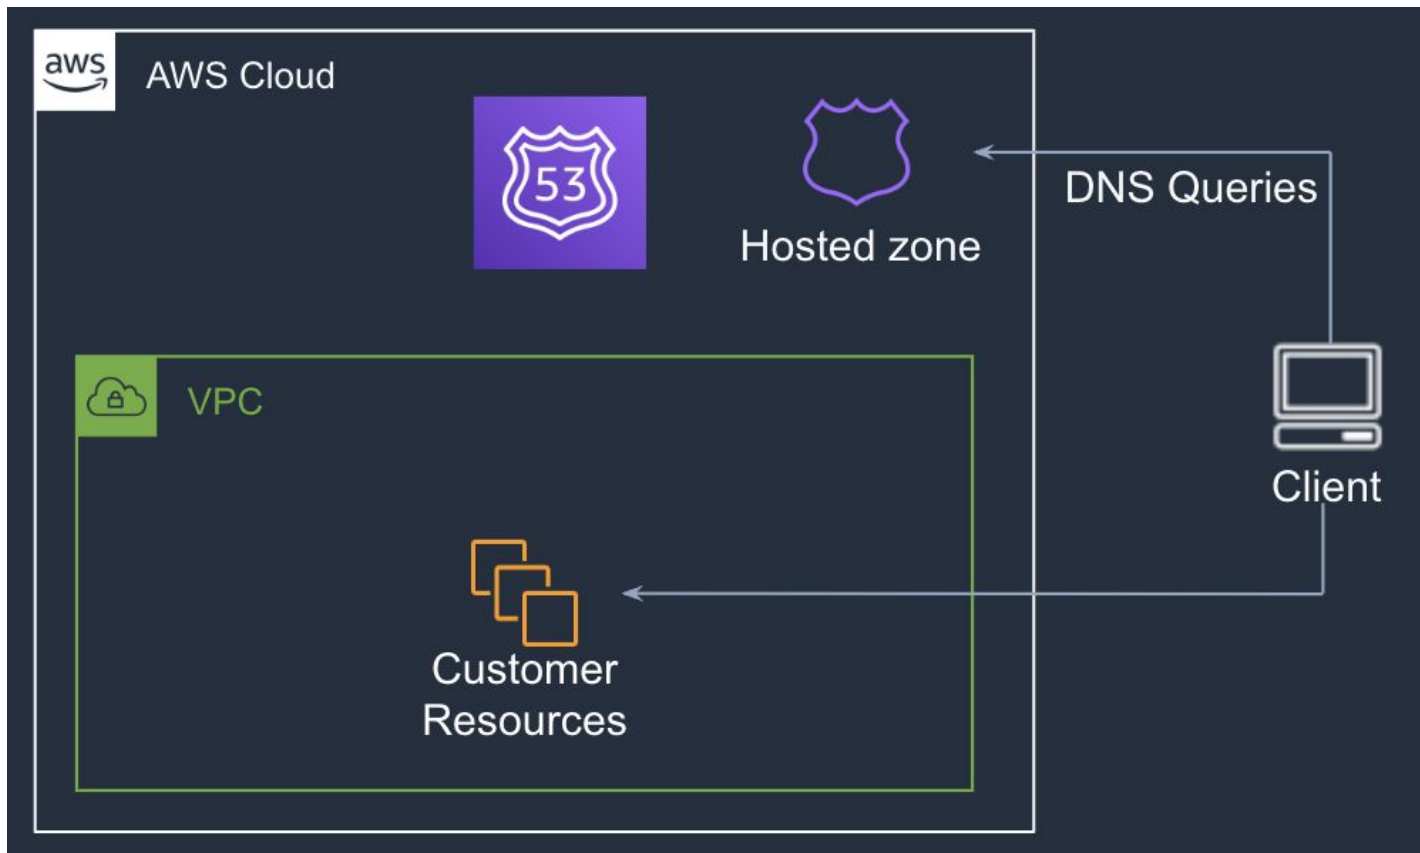 aws
AWS Cloud
53
Hosted zone
DNS Queries
VPC
Client
Customer
Resources